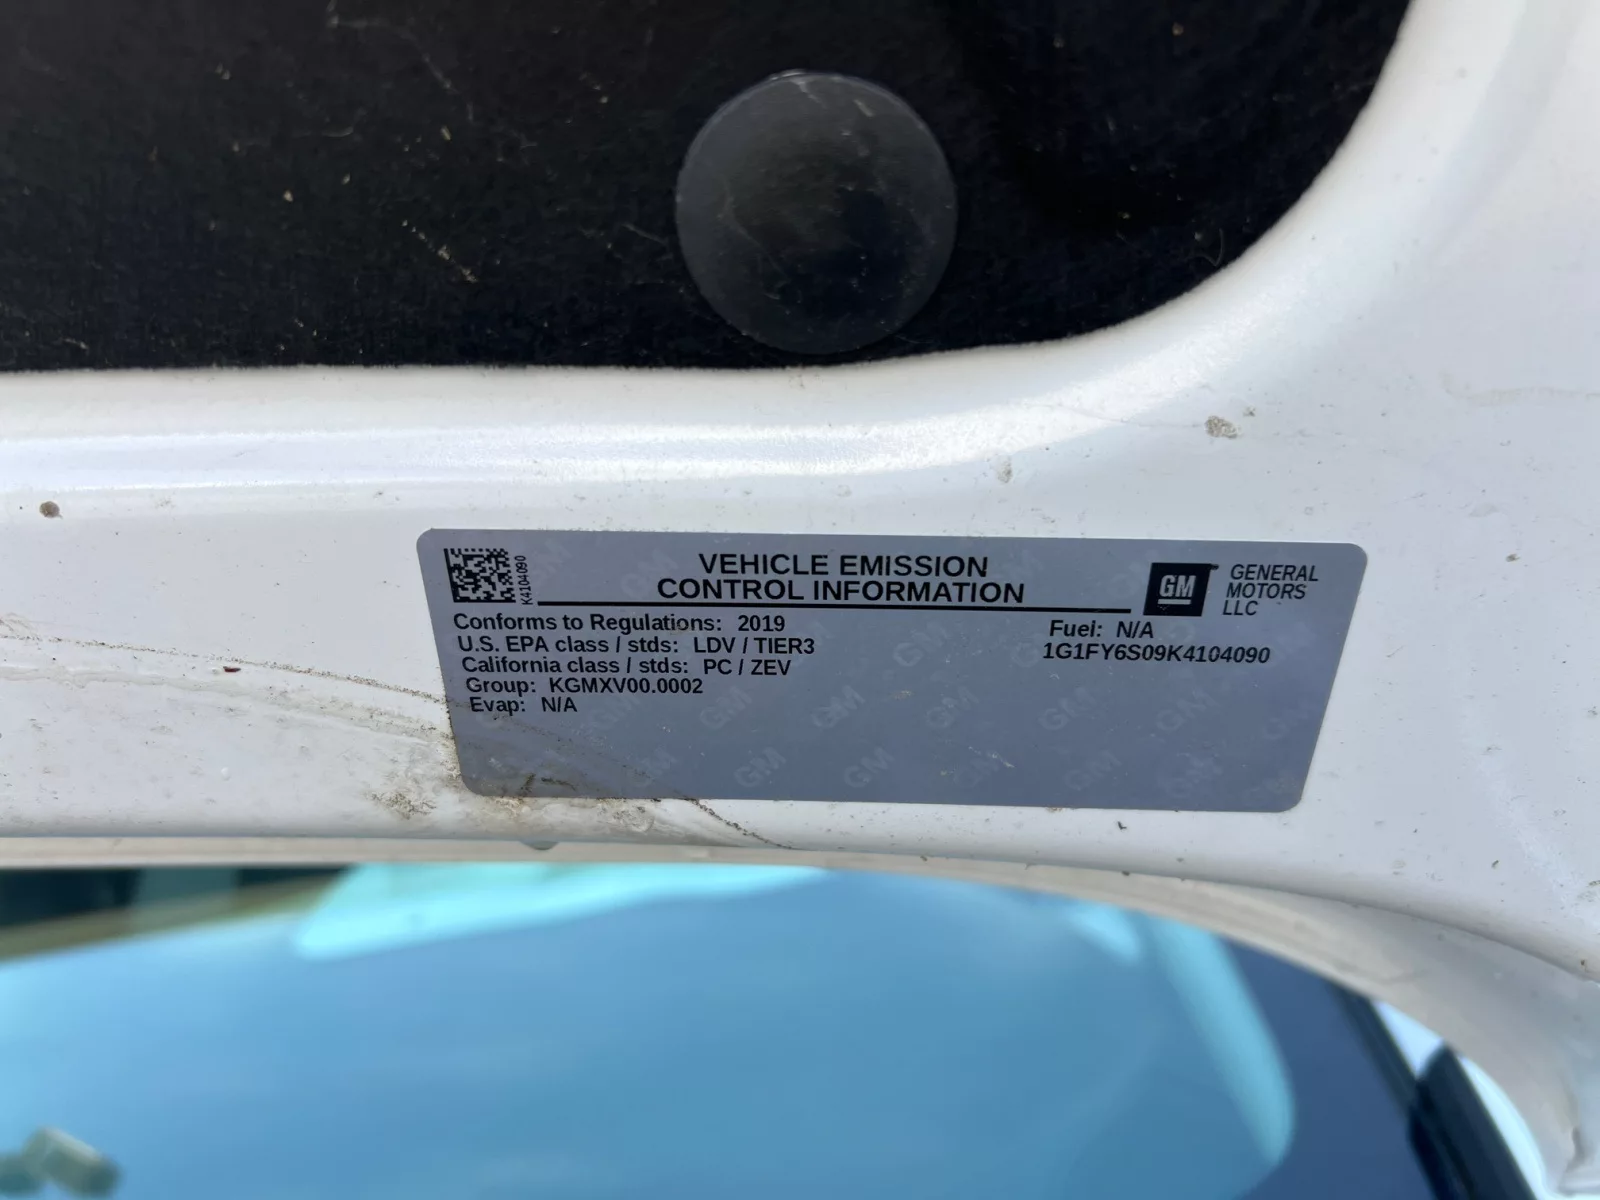 K4104090
VEHICLE EMISSION
CONTROL INFORMATION
GM
GENERAL
MOTORS
LLC
Conforms to Regulations: 2019
U.S. EPA class / stds: LDV / TIER3
California class / stds: PC / ZEV
Group: KGMXV00.0002
Evap: N/A
Fuel: N/A
1G1FY6S09K4104090